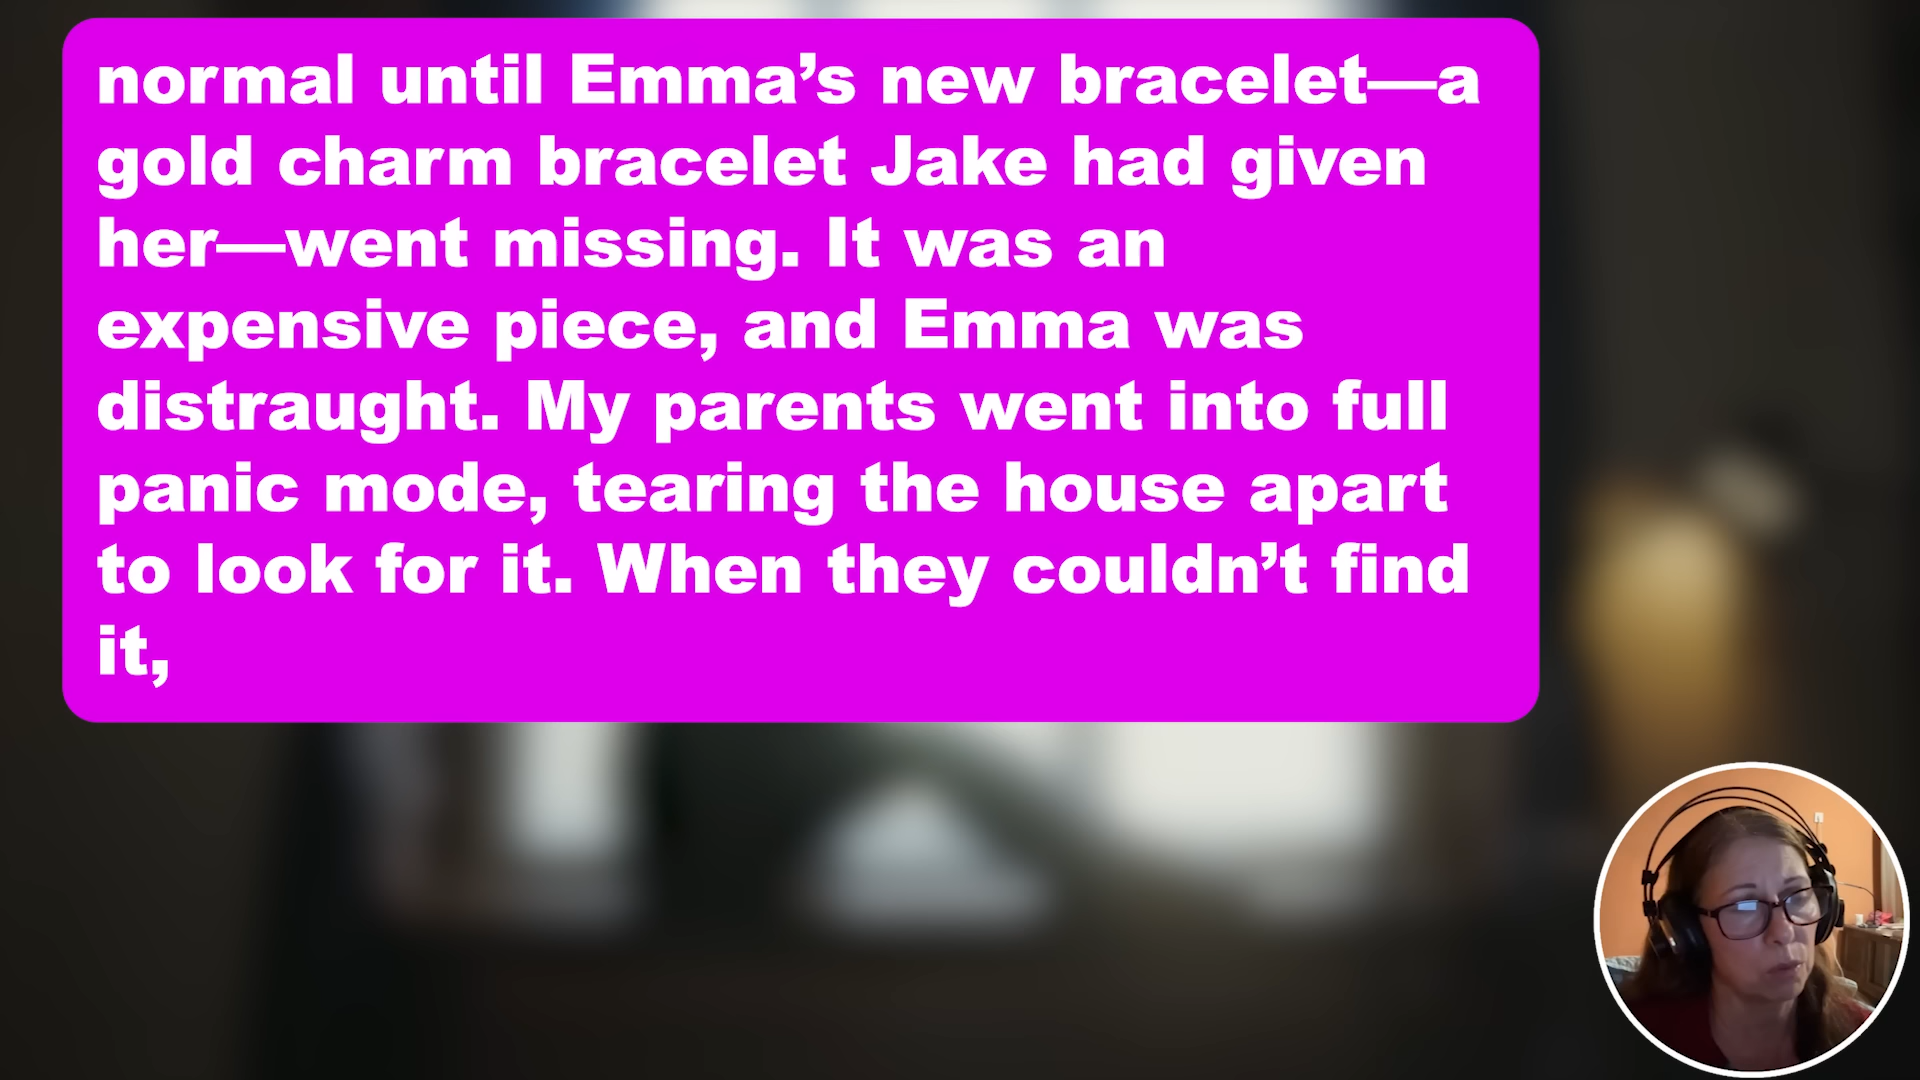 normal until Emma’s new bracelet—a
gold charm bracelet Jake had given
her—went missing. It was an
expensive piece, and Emma was
distraught. My parents went into full
panic mode, tearing the house apart
to look for it. When they couldn’t find
it,